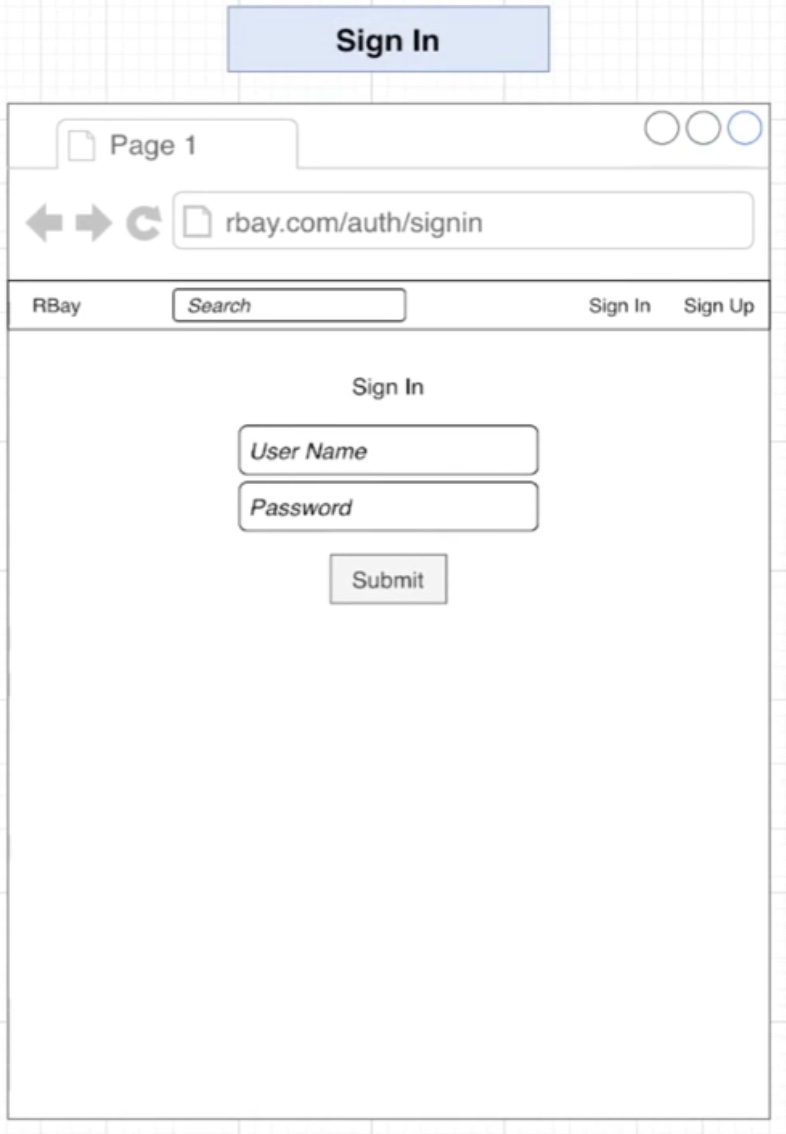 Sign In
Page 1
rbay.com/auth/signin
RBay Search Sign In Sign Up
Sign In
User Name
Password
Submit